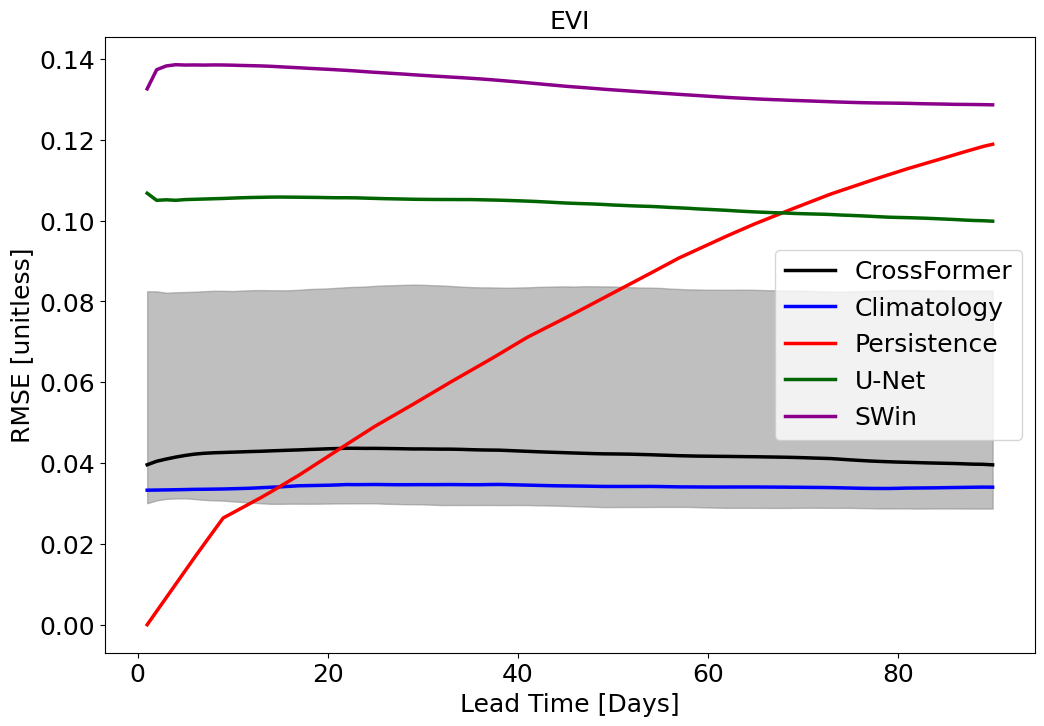 EVI
RMSE [unitless]
0.14
0.12
0.10
0.08
0.06
0.04
0.02
0.00
CrossFormer
Climatology
Persistence
U-Net
SWin
0 20 40 60 80
Lead Time [Days]